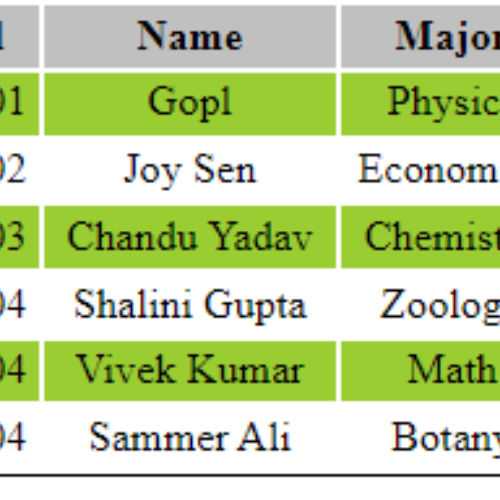 l Name Major
01 Gopl Physic
02 Joy Sen Econom
03 Chandu Yadav Chemist
04 Shalini Gupta Zoolog
04 Vivek Kumar Math
04 Sammer Ali Botany